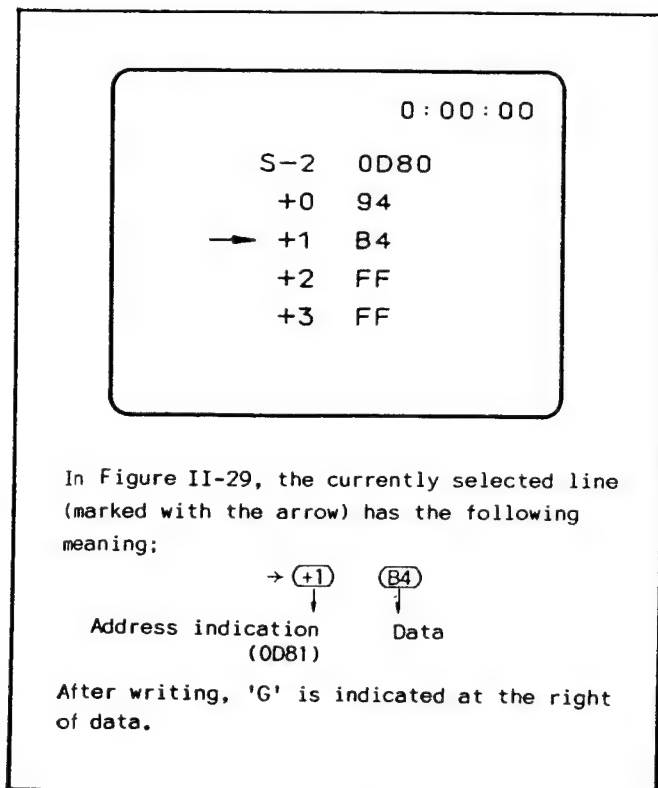 0:00:00
S-2 0D80
+0 94
→ +1 B4
+2 FF
+3 FF
In Figure II-29, the currently selected line
(marked with the arrow) has the following
meaning;
→ +1 B4
Address indication Data
(0D81)
After writing, 'G' is indicated at the right
of data.